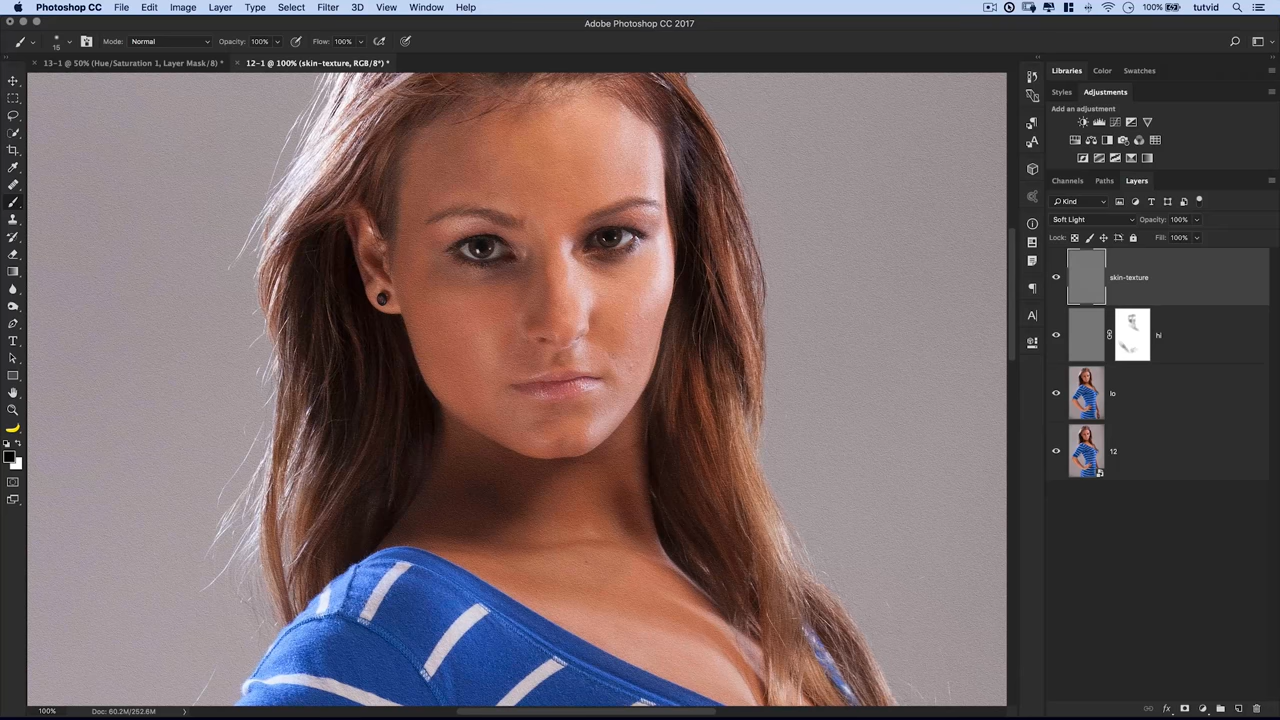 Photoshop CC File Edit Image Layer Type Select Filter 3D View Window Help 100% tutvid
Adobe Photoshop CC 2017
15 Mode: Normal Opacity: 100% Flow: 100%
13-1 @ 50% (Hue/Saturation 1, Layer Mask/8) * 12-1 @ 100% (skin-texture, RGB/8*) *
Libraries Color Swatches
Styles Adjustments
Add an adjustment
Channels Paths Layers
Kind
Soft Light Opacity: 100%
Lock: Fill: 100%
skin-texture
hi
lo
12
100% Doc: 60.2M/252.6M